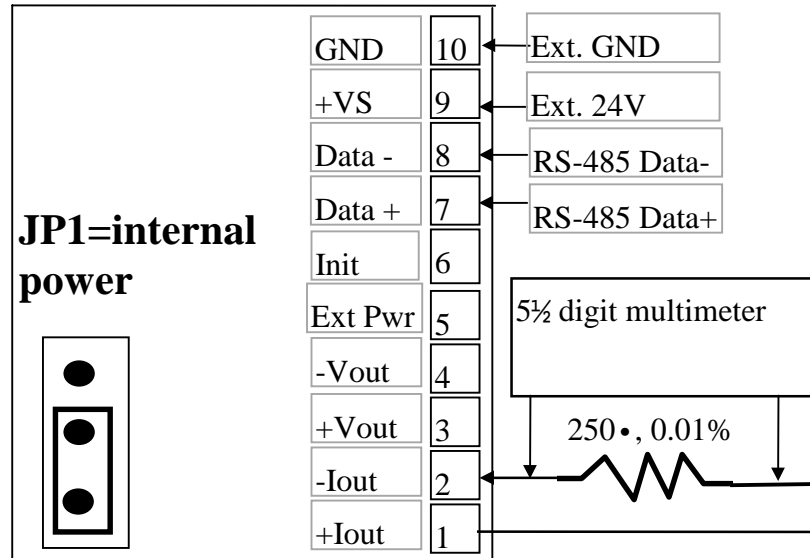 GND 10 Ext. GND
+VS 9 Ext. 24V
Data - 8 RS-485 Data-
Data + 7 RS-485 Data+
JP1=internal
power
Init 6
Ext Pwr 5
5½ digit multimeter
-Vout 4
+Vout 3
250•, 0.01%
-Iout 2
+Iout 1